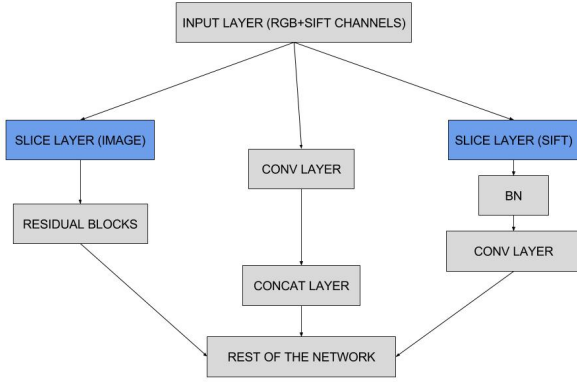 INPUT LAYER (RGB+SIFT CHANNELS)
SLICE LAYER (IMAGE)
SLICE LAYER (SIFT)
CONV LAYER
BN
RESIDUAL BLOCKS
CONV LAYER
CONCAT LAYER
REST OF THE NETWORK